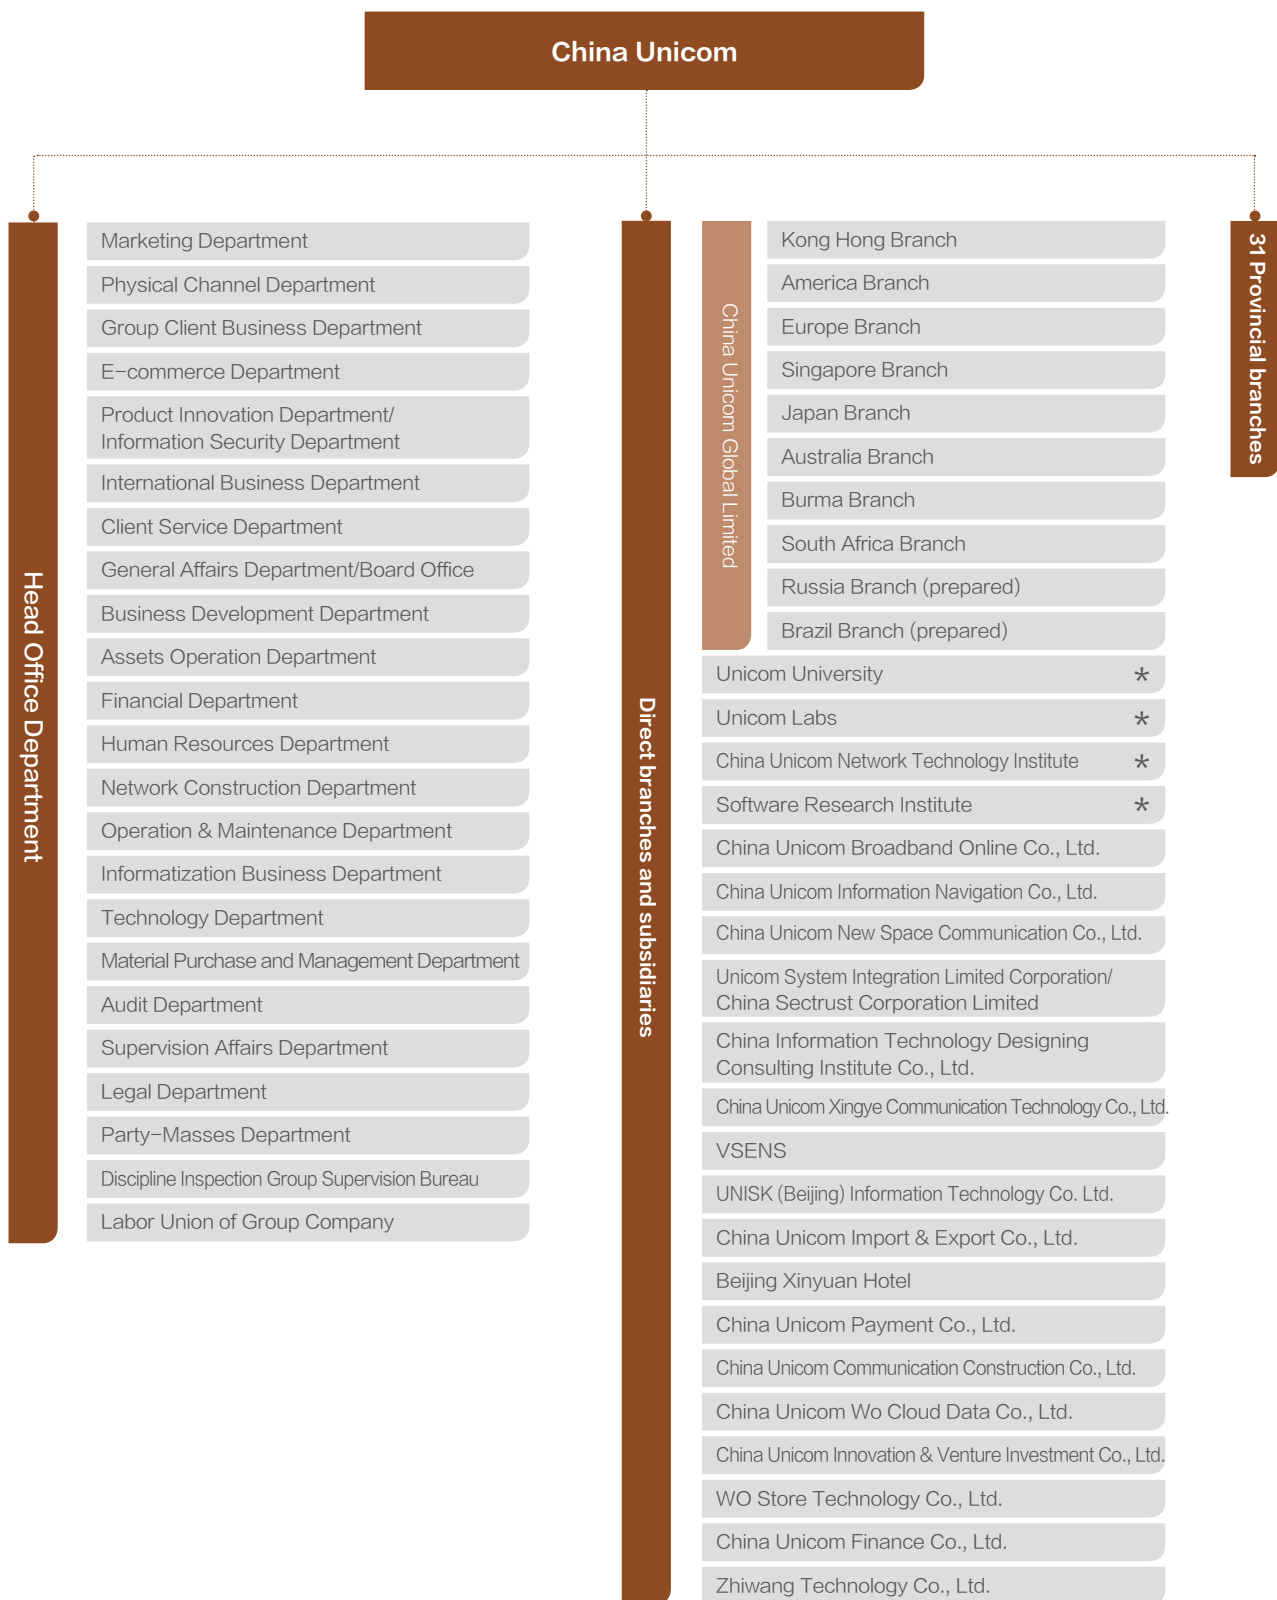 China Unicom
Head Office Department
Marketing Department
Physical Channel Department
Group Client Business Department
E-commerce Department
Product Innovation Department/
Information Security Department
International Business Department
Client Service Department
General Affairs Department/Board Office
Business Development Department
Assets Operation Department
Financial Department
Human Resources Department
Network Construction Department
Operation & Maintenance Department
Informatization Business Department
Technology Department
Material Purchase and Management Department
Audit Department
Supervision Affairs Department
Legal Department
Party-Masses Department
Discipline Inspection Group Supervision Bureau
Labor Union of Group Company
Direct branches and subsidiaries
China Unicom Global Limited
Kong Hong Branch
America Branch
Europe Branch
Singapore Branch
Japan Branch
Australia Branch
Burma Branch
South Africa Branch
Russia Branch (prepared)
Brazil Branch (prepared)
Unicom University *
Unicom Labs *
China Unicom Network Technology Institute *
Software Research Institute *
China Unicom Broadband Online Co., Ltd.
China Unicom Information Navigation Co., Ltd.
China Unicom New Space Communication Co., Ltd.
Unicom System Integration Limited Corporation/
China Sectrust Corporation Limited
China Information Technology Designing
Consulting Institute Co., Ltd.
China Unicom Xingye Communication Technology Co., Ltd.
VSENS
UNISK (Beijing) Information Technology Co. Ltd.
China Unicom Import & Export Co., Ltd.
Beijing Xinyuan Hotel
China Unicom Payment Co., Ltd.
China Unicom Communication Construction Co., Ltd.
China Unicom Wo Cloud Data Co., Ltd.
China Unicom Innovation & Venture Investment Co., Ltd.
WO Store Technology Co., Ltd.
China Unicom Finance Co., Ltd.
Zhiwang Technology Co., Ltd.
31 Provincial branches